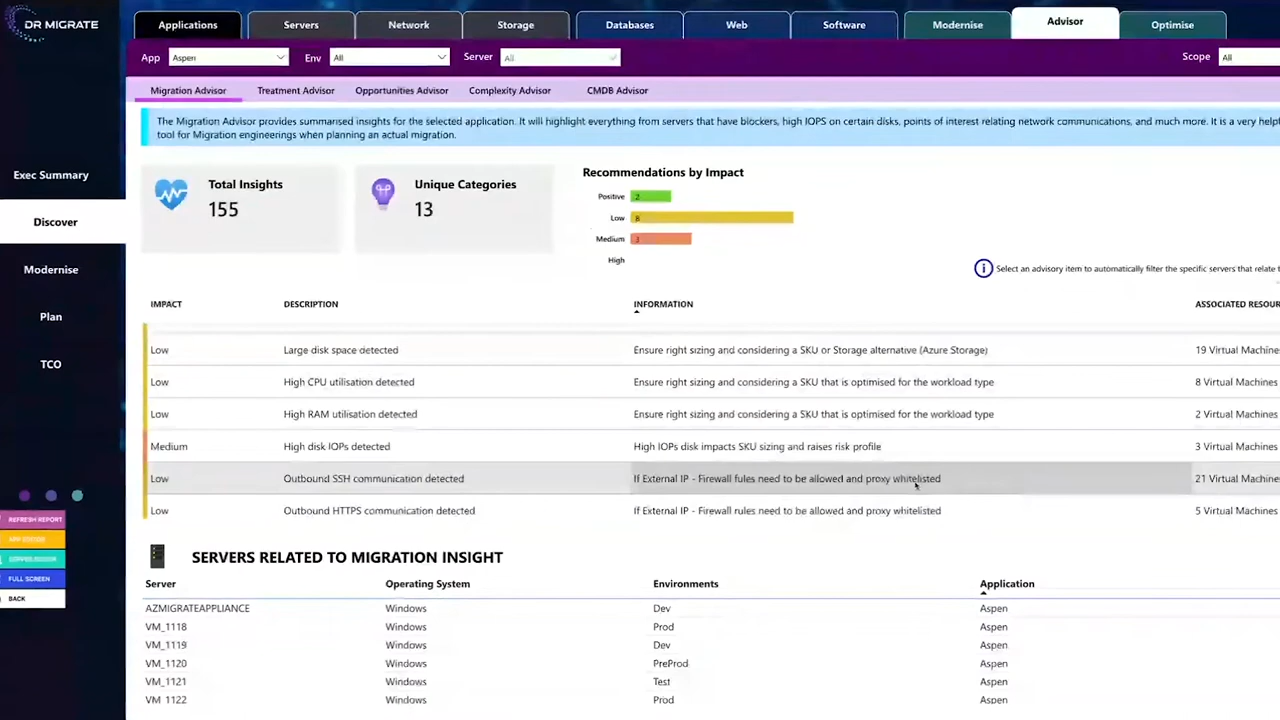 DR MIGRATE
Applications
Servers
Network
Storage
Databases
Web
Software
Modernise
Advisor
Optimise
App Aspen
Env All
Server All
Scope All
Migration Advisor
Treatment Advisor
Opportunities Advisor
Complexity Advisor
CMDB Advisor
The Migration Advisor provides summarised insights for the selected application. It will highlight everything from servers that have blockers, high IOPS on certain disks, points of interest relating network communications, and much more. It is a very help
tool for Migration engineerings when planning an actual migration.
Exec Summary
Discover
Modernise
Plan
TCO
REFRESH REPORT
FULL SCREEN
BACK
Total Insights
155
Unique Categories
13
Recommendations by Impact
Positive 2
Low 8
Medium 3
High
Select an advisory item to automatically filter the specific servers that relate t
IMPACT DESCRIPTION INFORMATION ASSOCIATED RESOUR
Low Large disk space detected Ensure right sizing and considering a SKU or Storage alternative (Azure Storage) 19 Virtual Machine
Low High CPU utilisation detected Ensure right sizing and considering a SKU that is optimised for the workload type 8 Virtual Machines
Low High RAM utilisation detected Ensure right sizing and considering a SKU that is optimised for the workload type 2 Virtual Machines
Medium High disk IOPs detected High IOPs disk impacts SKU sizing and raises risk profile 3 Virtual Machines
Low Outbound SSH communication detected If External IP - Firewall rules need to be allowed and proxy whitelisted 21 Virtual Machine
Low Outbound HTTPS communication detected If External IP - Firewall rules need to be allowed and proxy whitelisted 5 Virtual Machines
SERVERS RELATED TO MIGRATION INSIGHT
Server Operating System Environments Application
AZMIGRATEAPPLIANCE Windows Dev Aspen
VM_1118 Windows Prod Aspen
VM_1119 Windows Dev Aspen
VM_1120 Windows PreProd Aspen
VM_1121 Windows Test Aspen
VM_1122 Windows Prod Aspen